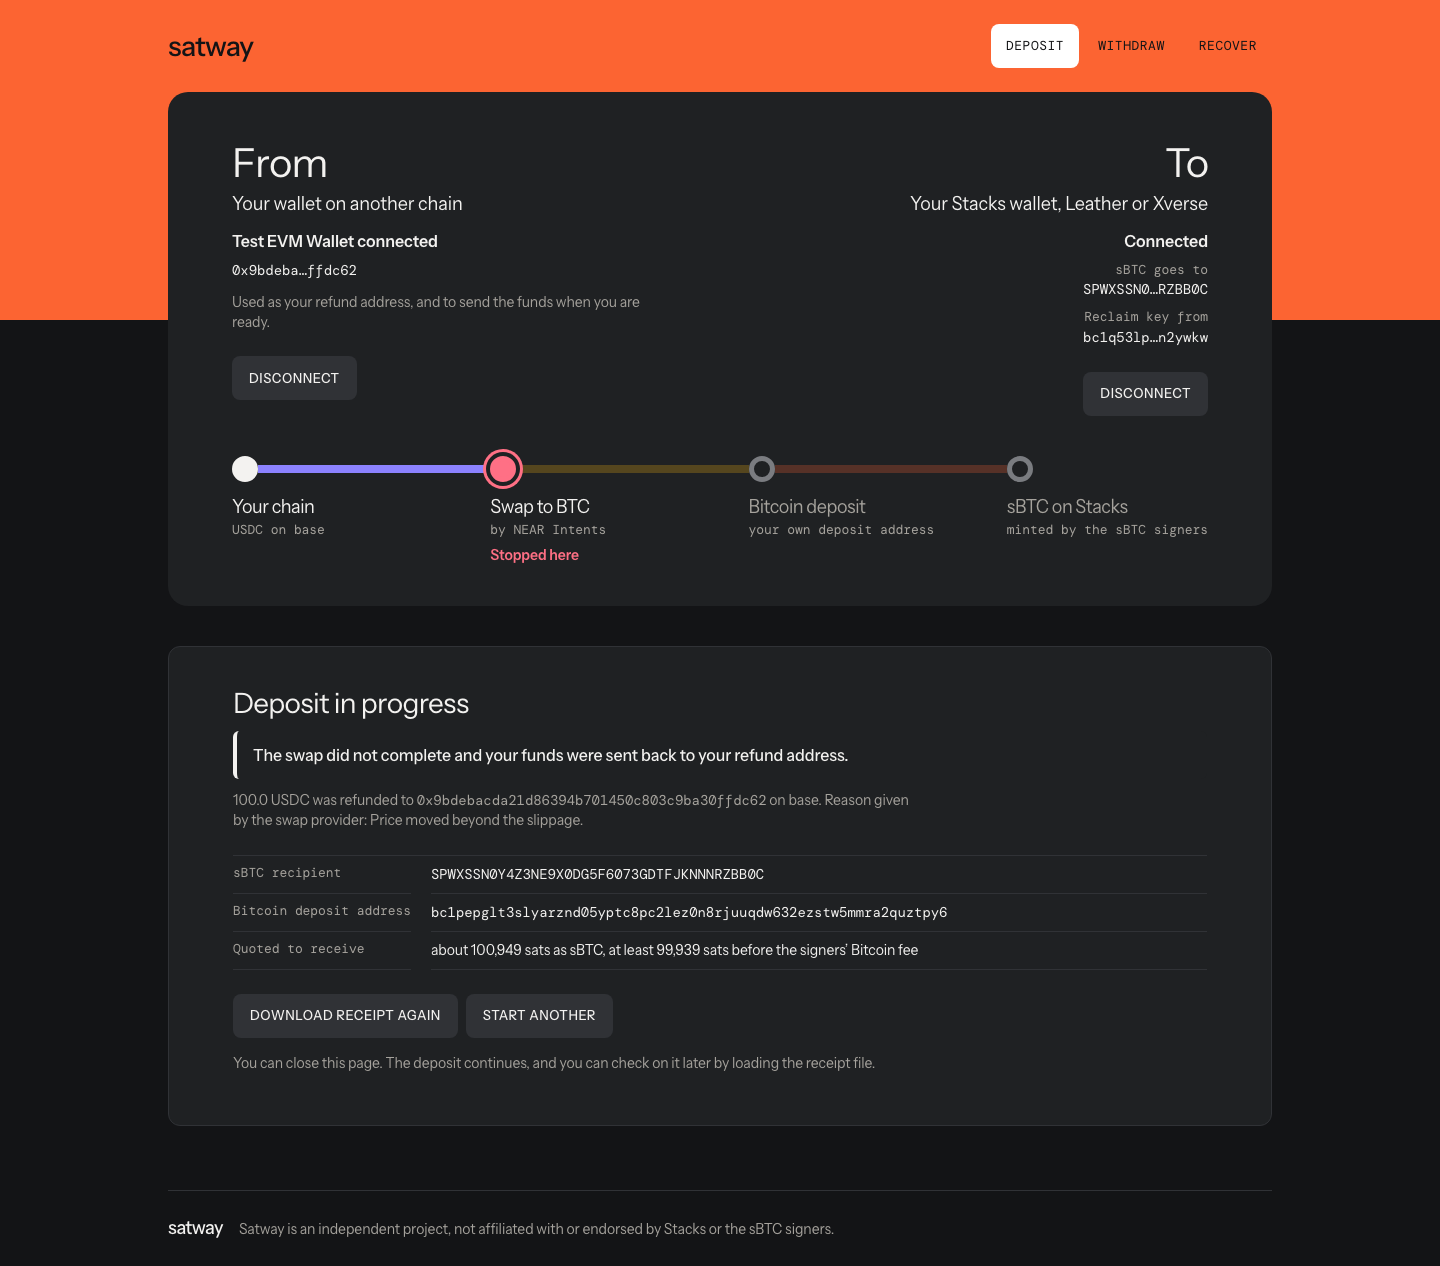 satway
DEPOSIT
WITHDRAW
RECOVER
From
To
Your wallet on another chain
Your Stacks wallet, Leather or Xverse
Test EVM Wallet connected
Connected
0x9bdeba…ffdc62
sBTC goes to
SPWXSSN0…RZBB0C
Used as your refund address, and to send the funds when you are
ready.
Reclaim key from
bc1q53lp…n2ywkw
DISCONNECT
DISCONNECT
Your chain
Swap to BTC
Bitcoin deposit
sBTC on Stacks
USDC on base
by NEAR Intents
your own deposit address
minted by the sBTC signers
Stopped here
Deposit in progress
The swap did not complete and your funds were sent back to your refund address.
100.0 USDC was refunded to 0x9bdebacda21d86394b701450c803c9ba30ffdc62 on base. Reason given
by the swap provider: Price moved beyond the slippage.
sBTC recipient
SPWXSSN0Y4Z3NE9X0DG5F6073GDTFJKNNNRZBB0C
Bitcoin deposit address
bc1pepglt3slyarznd05yptc8pc2lez0n8rjuuqdw632ezstw5mmra2quztpy6
Quoted to receive
about 100,949 sats as sBTC, at least 99,939 sats before the signers’ Bitcoin fee
DOWNLOAD RECEIPT AGAIN
START ANOTHER
You can close this page. The deposit continues, and you can check on it later by loading the receipt file.
satway
Satway is an independent project, not affiliated with or endorsed by Stacks or the sBTC signers.